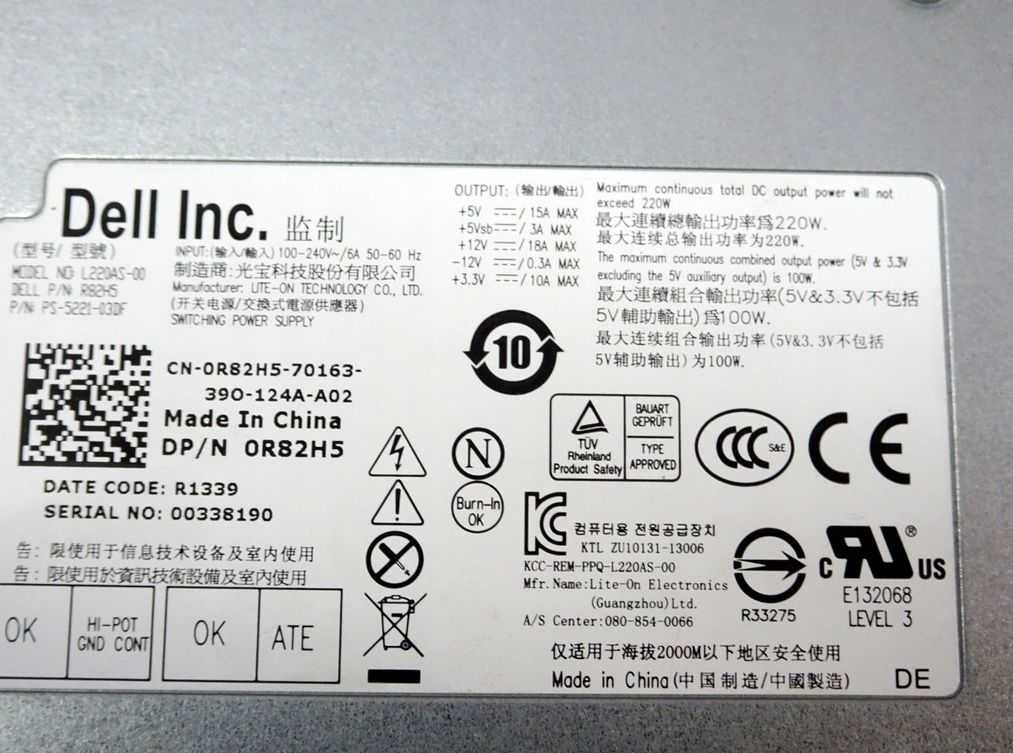 Dell Inc. 监制
(型号/ 型號)
MODEL NO L220AS-00
DELL P/N R82H5
P/N PS-5221-03DF
INPUT:(输入/輸入) 100-240V~/6A 50-60 Hz
制造商:光宝科技股份有限公司
Manufacturer: LITE-ON TECHNOLOGY CO., LTD.
(开关电源/交換式電源供應器)
SWITCHING POWER SUPPLY
OUTPUT: (输出/輸出)
+5V ⎓/ 15A MAX
+5Vsb⎓/ 3A MAX
+12V ⎓/ 18A MAX
-12V ⎓/ 0.3A MAX
+3.3V ⎓/ 10A MAX
Maximum continuous total DC output power will not
exceed 220W
最大連續總輸出功率爲220W.
最大连续总输出功率为220W.
The maximum continuous combined output power (5V & 3.3V
excluding the 5V auxiliary output) is 100W.
最大連續組合輸出功率(5V&3.3V不包括
5V輔助輸出)爲100W.
最大连续组合输出功率(5V&3.3V不包括
5V辅助输出)为100W.
10
CN-0R82H5-70163-
39O-124A-A02
Made In China
DP/N 0R82H5
DATE CODE: R1339
SERIAL NO: 00338190
告: 限使用于信息技术设备及室内使用
告: 限使用於資訊技術設備及室內使用
OK
HI-POT
GND CONT
OK
ATE
N
Burn-In
OK
TÜV
Rheinland
Product Safety
BAUART
GEPRÜFT
TYPE
APPROVED
CCC S&E
CE
KC
컴퓨터용 전원공급장치
KTL ZU10131-13006
KCC-REM-PPQ-L220AS-00
Mfr.Name:Lite-On Electronics
(Guangzhou)Ltd.
A/S Center:080-854-0066
R33275
c RU ® US
E132068
LEVEL 3
仅适用于海拔2000M以下地区安全使用
Made in China(中国制造/中國製造)
DE